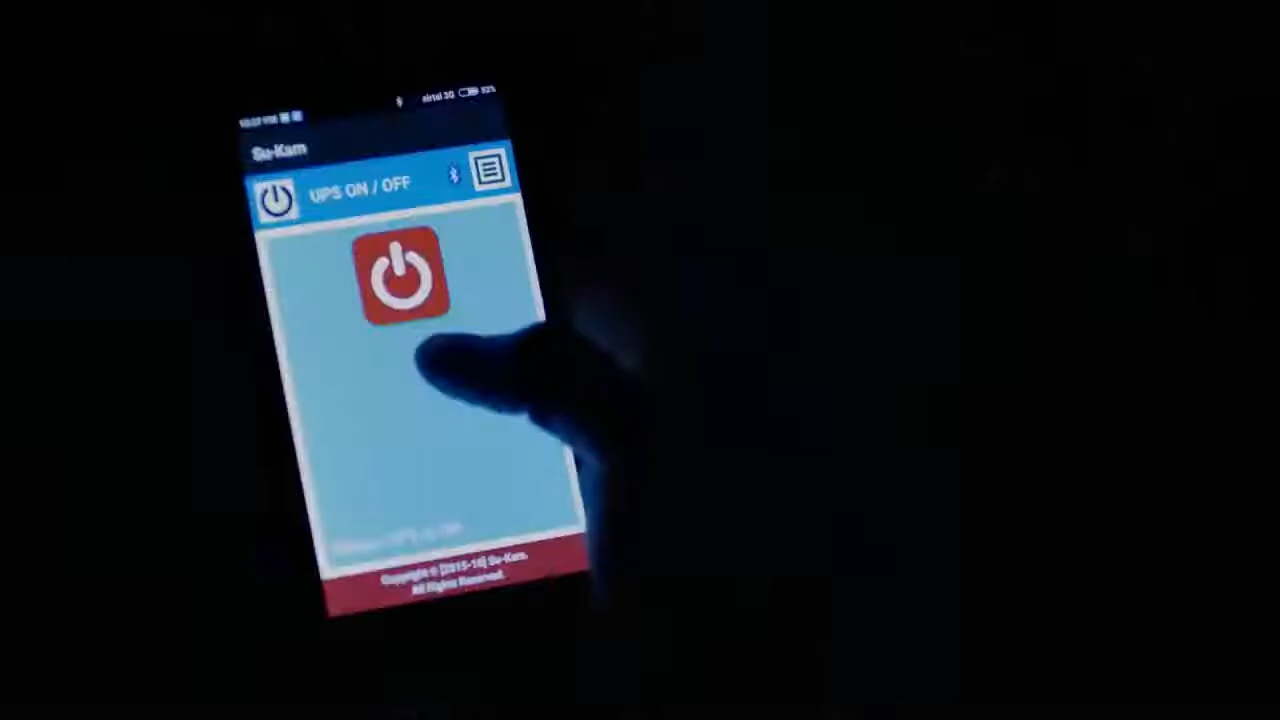 airtel 3G
Su-Kam
UPS ON / OFF
Copyright © [2015-16] Su-Kam.
All Rights Reserved.